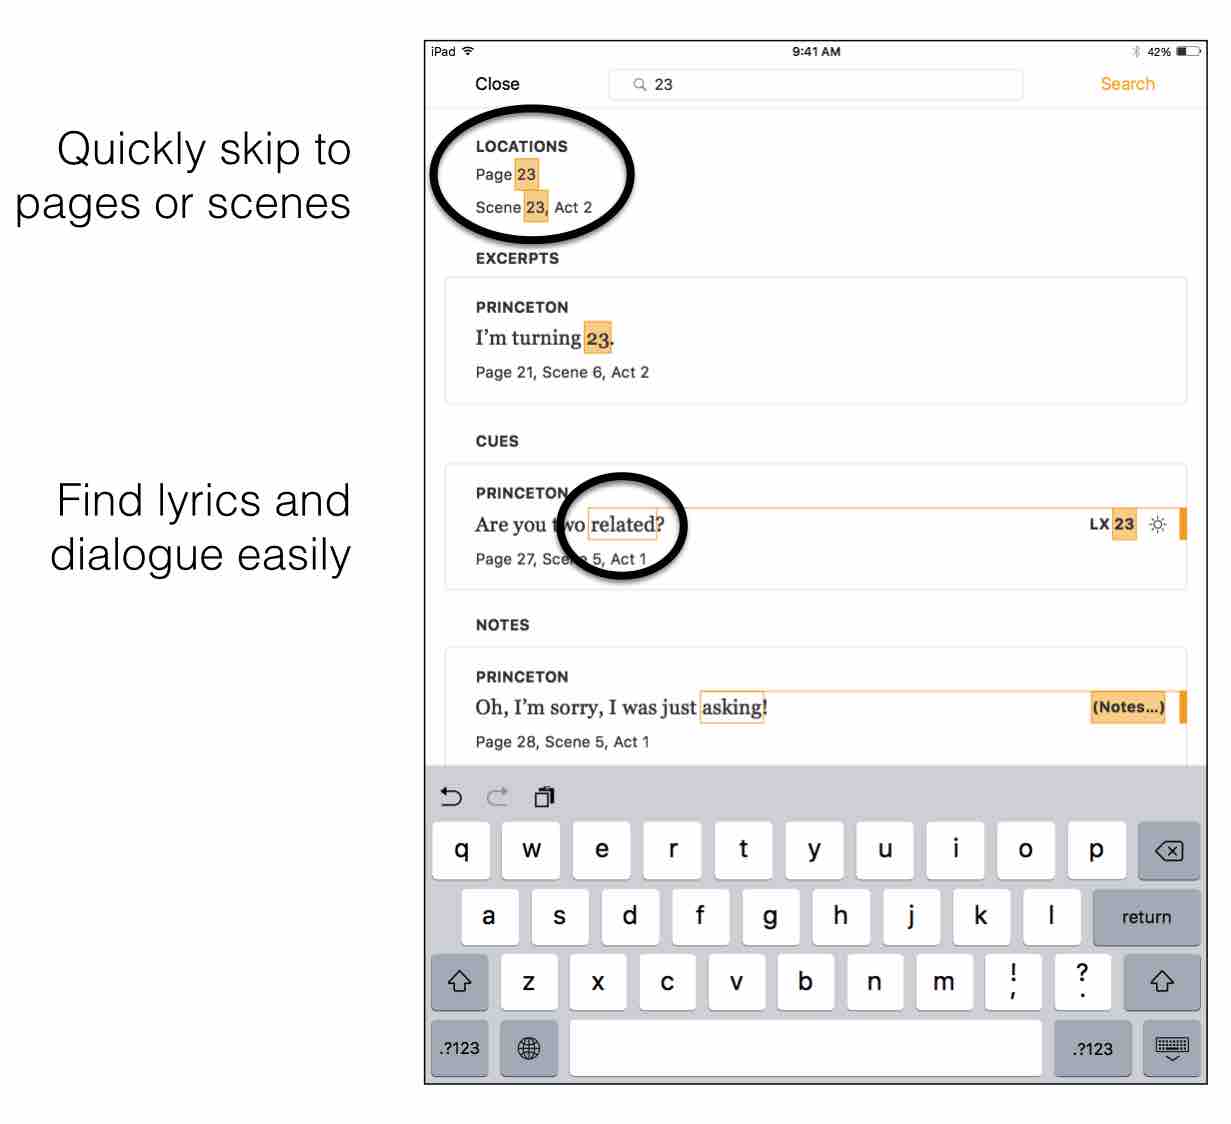 Quickly skip to
pages or scenes
Find lyrics and
dialogue easily
iPad 9:41 AM 42%
Close 23 Search
LOCATIONS
Page 23
Scene 23, Act 2
EXCERPTS
PRINCETON
I’m turning 23.
Page 21, Scene 6, Act 2
CUES
PRINCETON
Are you two related? LX 23
Page 27, Scene 5, Act 1
NOTES
PRINCETON
Oh, I’m sorry, I was just asking! (Notes...)
Page 28, Scene 5, Act 1
q w e r t y u i o p
a s d f g h j k l return
z x c v b n m ! , ? .
.?123 .?123